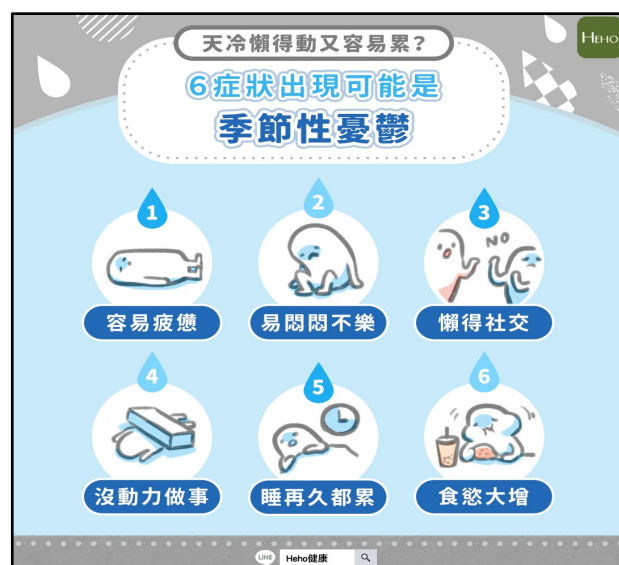 天冷懶得動又容易累?
HEHO
6症狀出現可能是
季節性憂鬱
1
2
3
NO
容易疲憊
易悶悶不樂
懶得社交
4
5
6
沒動力做事
睡再久都累
食慾大增
LINE
Heho健康